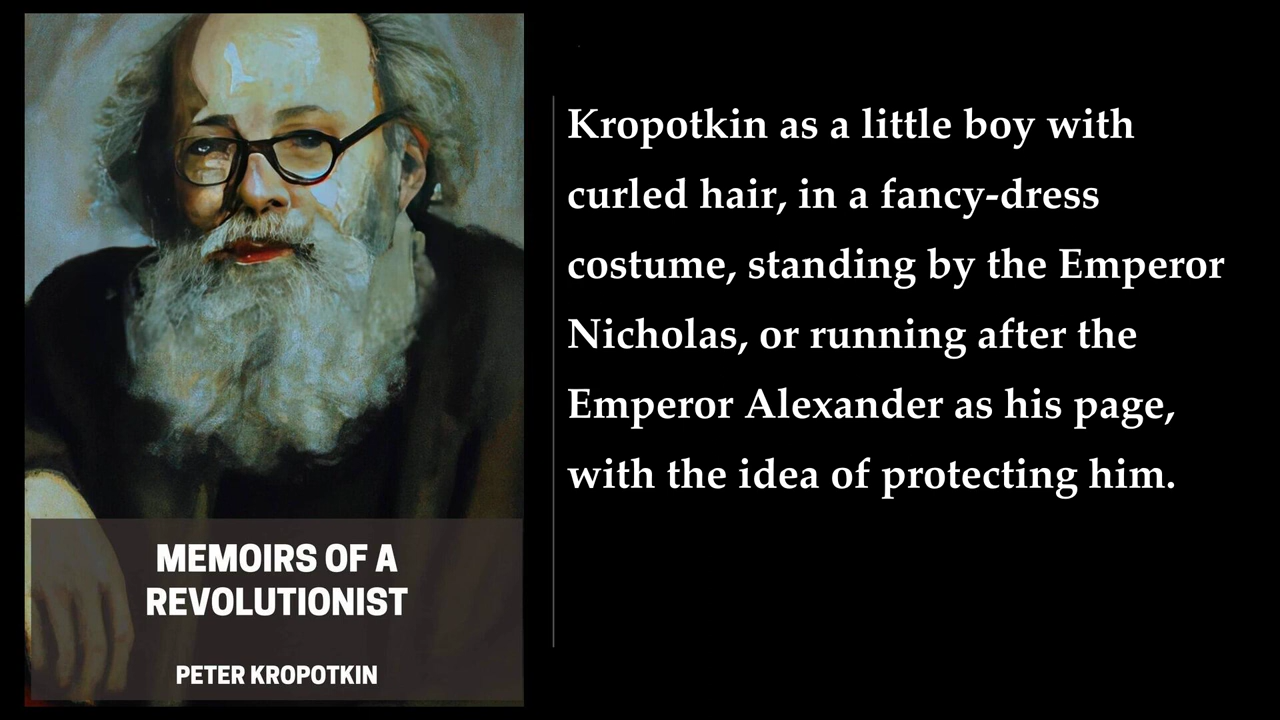 MEMOIRS OF A
REVOLUTIONIST
PETER KROPOTKIN
Kropotkin as a little boy with
curled hair, in a fancy-dress
costume, standing by the Emperor
Nicholas, or running after the
Emperor Alexander as his page,
with the idea of protecting him.